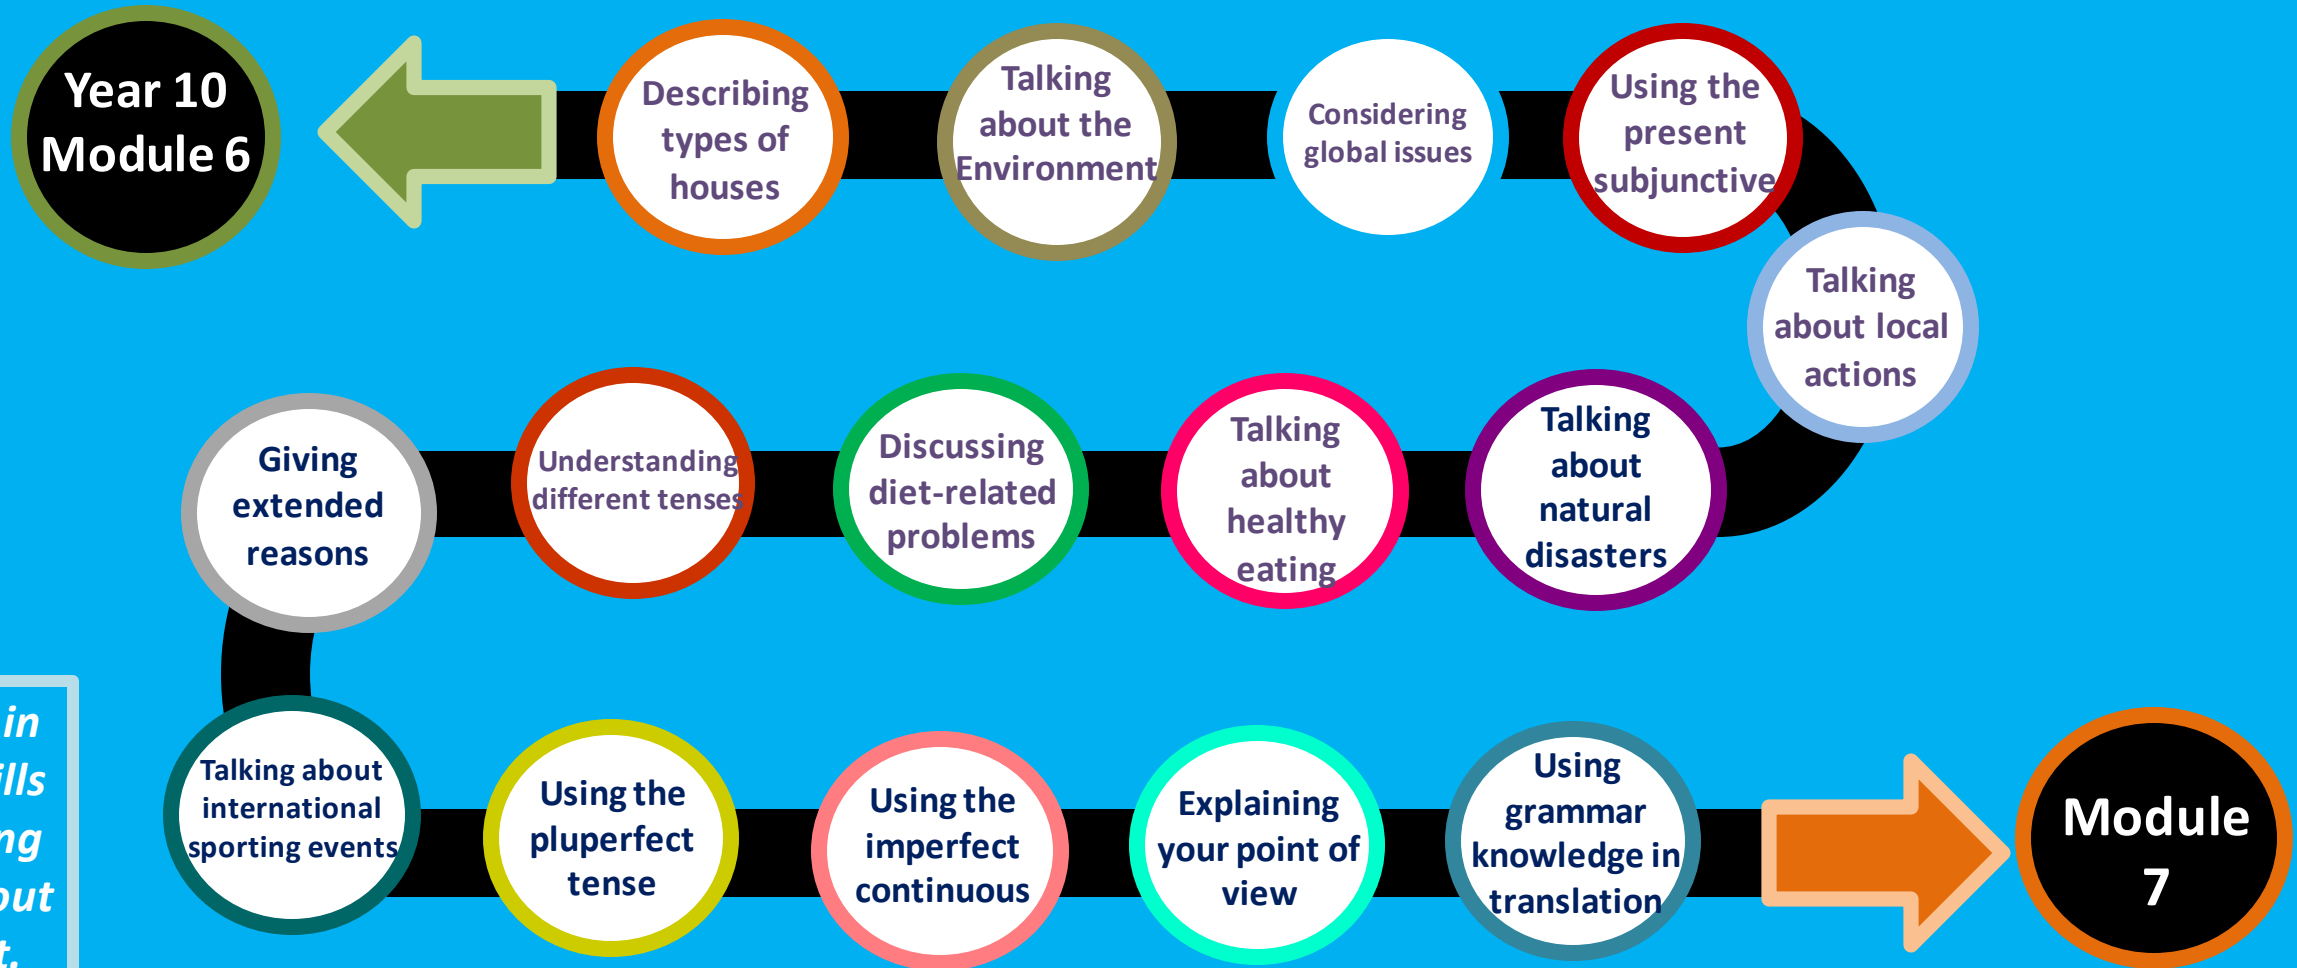 Year 10
Module 6
Describing
types of
houses
Talking
about the
Environment
Considering
global issues
Using the
present
subjunctive
Talking
about local
actions
Giving
extended
reasons
Understanding
different tenses
Discussing
diet-related
problems
Talking
about
healthy
eating
Talking
about
natural
disasters
in
Talking about
international
sporting events
Using the
pluperfect
tense
Using the
imperfect
continuous
Explaining
your point of
view
Using
grammar
knowledge in
translation
Module
7